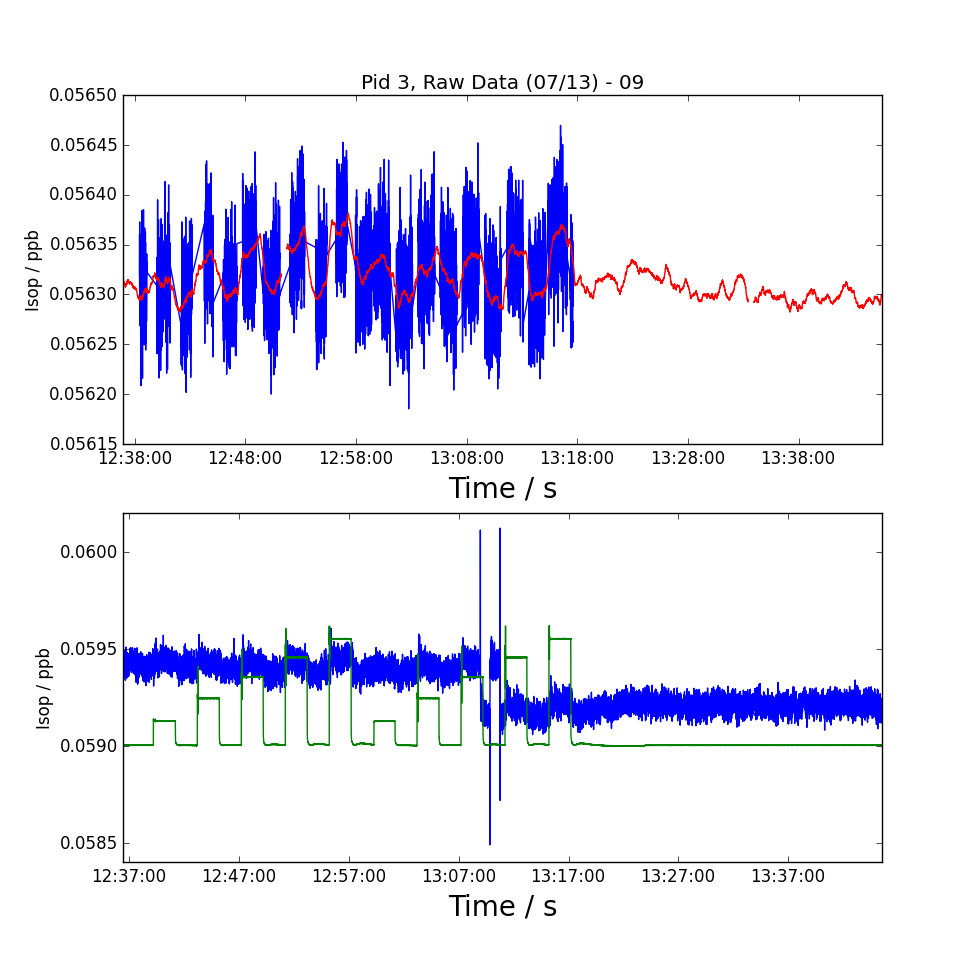 Pid 3, Raw Data (07/13) - 09
Isop / ppb
0.05650
0.05645
0.05640
0.05635
0.05630
0.05625
0.05620
0.05615
12:38:00 12:48:00 12:58:00 13:08:00 13:18:00 13:28:00 13:38:00
Time / s
Isop / ppb
0.0600
0.0595
0.0590
0.0585
12:37:00 12:47:00 12:57:00 13:07:00 13:17:00 13:27:00 13:37:00
Time / s